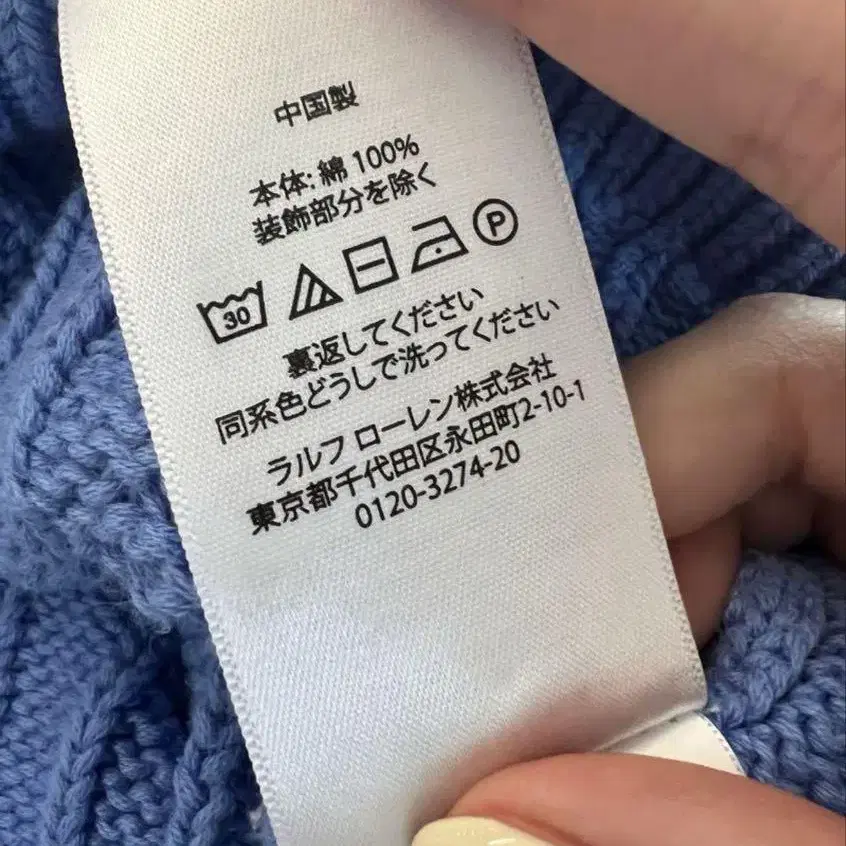 中国製
本体: 綿 100%
装飾部分を除く
30 P
裏返してください
同系色どうしで洗ってください
ラルフ ローレン株式会社
東京都千代田区永田町2-10-1
0120-3274-20